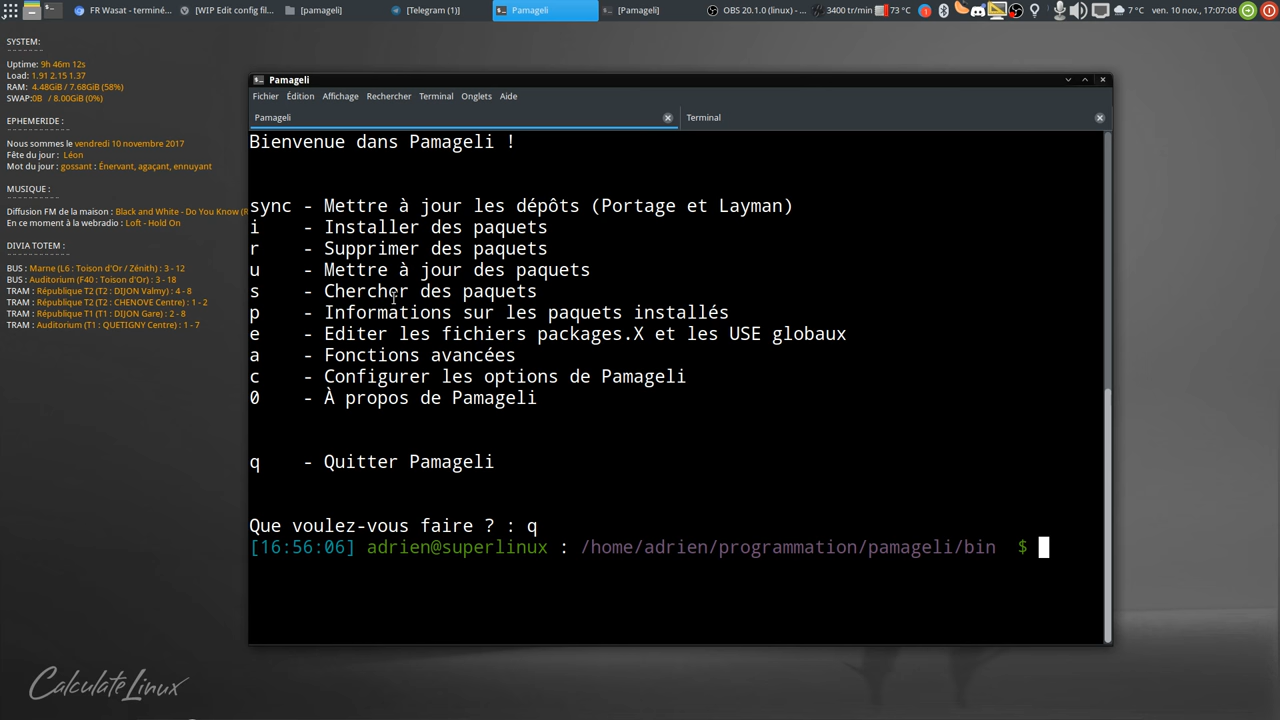 FR Wasat - terminé... [WIP Edit config fil... [pamageli] [Telegram (1)] Pamageli [Pamageli] OBS 20.1.0 (linux) -... 3400 tr/min 73 °C 7 °C ven. 10 nov., 17:07:08
SYSTEM:
- - - - - - -
Uptime: 9h 46m 12s
Load: 1.91 2.15 1.37
RAM: 4.48GiB / 7.68GiB (58%)
SWAP:0B / 8.00GiB (0%)
EPHEMERIDE :
- - - - - - - - - - - -
Nous sommes le vendredi 10 novembre 2017
Fête du jour : Léon
Mot du jour : gossant : Énervant, agaçant, ennuyant
MUSIQUE :
- - - - - - - -
Diffusion FM de la maison : Black and White - Do You Know (R
En ce moment à la webradio : Loft - Hold On
DIVIA TOTEM :
- - - - - - - - - - - -
BUS : Marne (L6 : Toison d'Or / Zénith) : 3 - 12
BUS : Auditorium (F40 : Toison d'Or) : 3 - 18
TRAM : République T2 (T2 : DIJON Valmy) : 4 - 8
TRAM : République T2 (T2 : CHENOVE Centre) : 1 - 2
TRAM : République T1 (T1 : DIJON Gare) : 2 - 8
TRAM : Auditorium (T1 : QUETIGNY Centre) : 1 - 7
Pamageli
Fichier Édition Affichage Rechercher Terminal Onglets Aide
Pamageli Terminal
Bienvenue dans Pamageli !
sync - Mettre à jour les dépôts (Portage et Layman)
i - Installer des paquets
r - Supprimer des paquets
u - Mettre à jour des paquets
s - Chercher des paquets
p - Informations sur les paquets installés
e - Editer les fichiers packages.X et les USE globaux
a - Fonctions avancées
c - Configurer les options de Pamageli
0 - À propos de Pamageli
q - Quitter Pamageli
Que voulez-vous faire ? : q
[16:56:06] adrien@superlinux : /home/adrien/programmation/pamageli/bin $
Calculate Linux